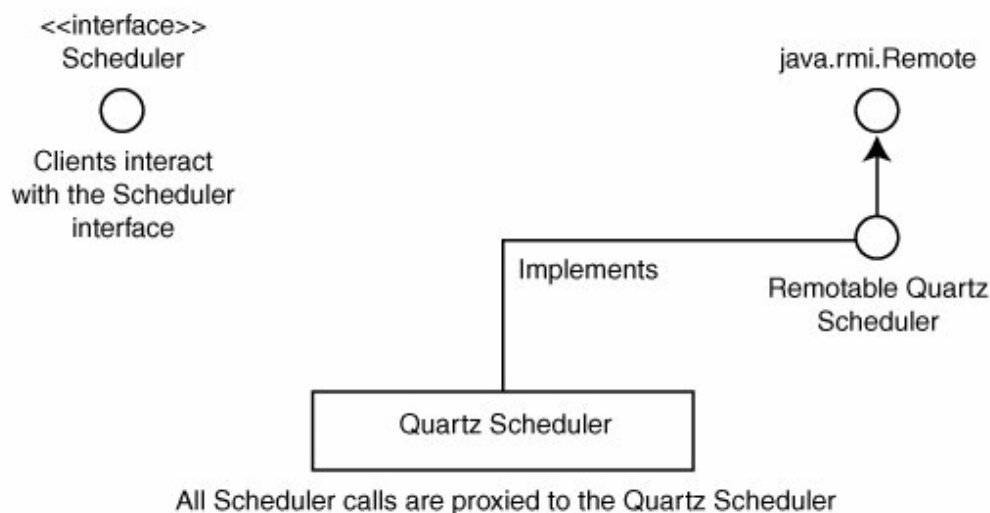 <<interface>>
Scheduler
Clients interact
with the Scheduler
interface
java.rmi.Remote
Implements
Remotable Quartz
Scheduler
Quartz Scheduler
All Scheduler calls are proxied to the Quartz Scheduler